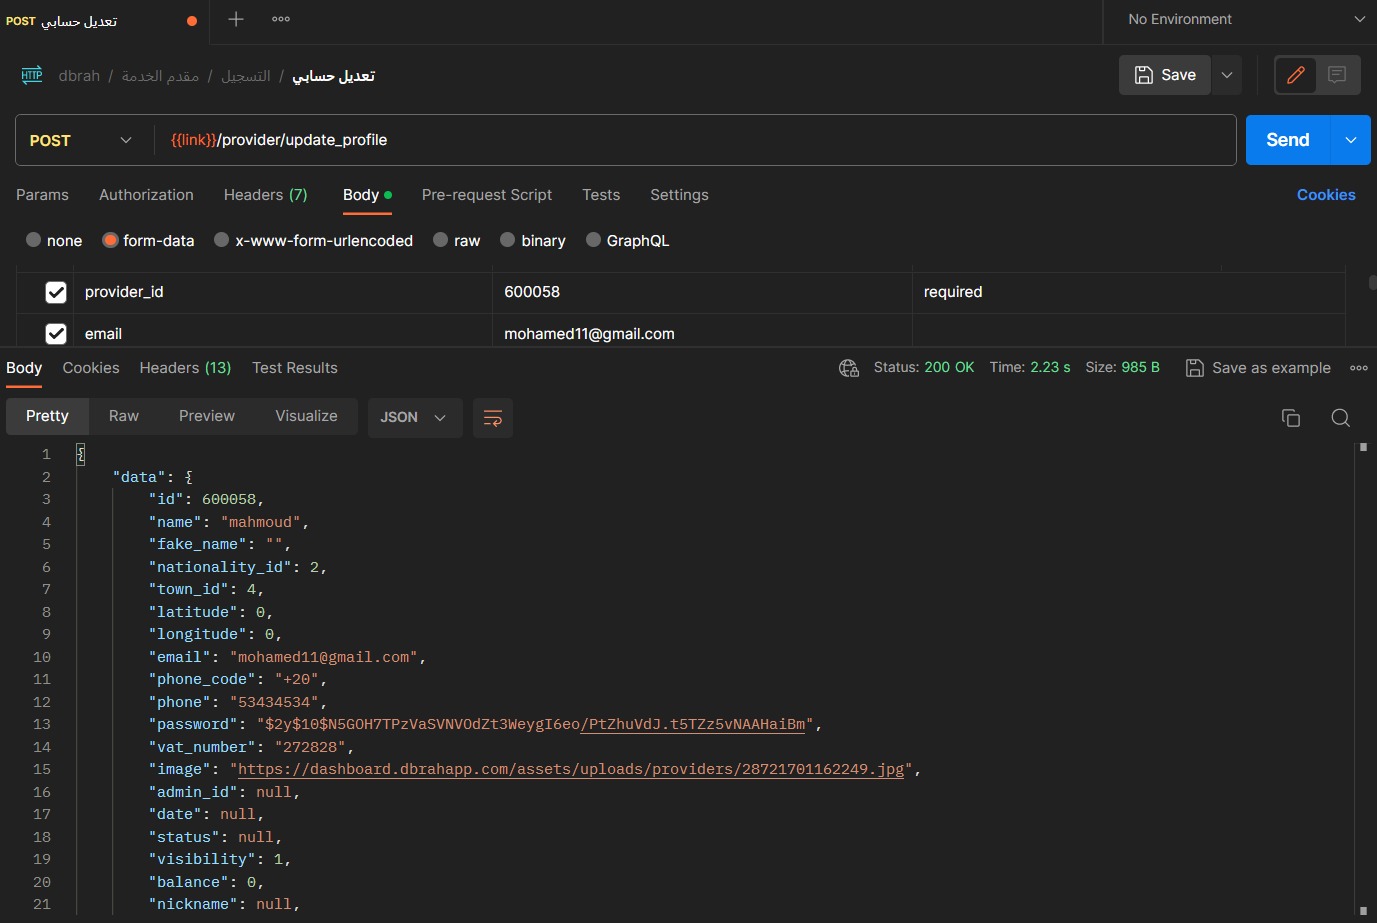 POST تعديل حسابي
No Environment
HTTP dbrah / مقدم الخدمة / التسجيل / تعديل حسابي
Save
POST {{link}}/provider/update_profile Send
Params Authorization Headers (7) Body Pre-request Script Tests Settings Cookies
none form-data x-www-form-urlencoded raw binary GraphQL
provider_id 600058 required
email mohamed11@gmail.com
Body Cookies Headers (13) Test Results Status: 200 OK Time: 2.23 s Size: 985 B Save as example
Pretty Raw Preview Visualize JSON
1 {
2 "data": {
3 "id": 600058,
4 "name": "mahmoud",
5 "fake_name": "",
6 "nationality_id": 2,
7 "town_id": 4,
8 "latitude": 0,
9 "longitude": 0,
10 "email": "mohamed11@gmail.com",
11 "phone_code": "+20",
12 "phone": "53434534",
13 "password": "$2y$10$N5GOH7TPzVaSVNVOdZt3WeygI6eo/PtZhuVdJ.t5TZz5vNAAHaiBm",
14 "vat_number": "272828",
15 "image": "https://dashboard.dbrahapp.com/assets/uploads/providers/28721701162249.jpg",
16 "admin_id": null,
17 "date": null,
18 "status": null,
19 "visibility": 1,
20 "balance": 0,
21 "nickname": null,